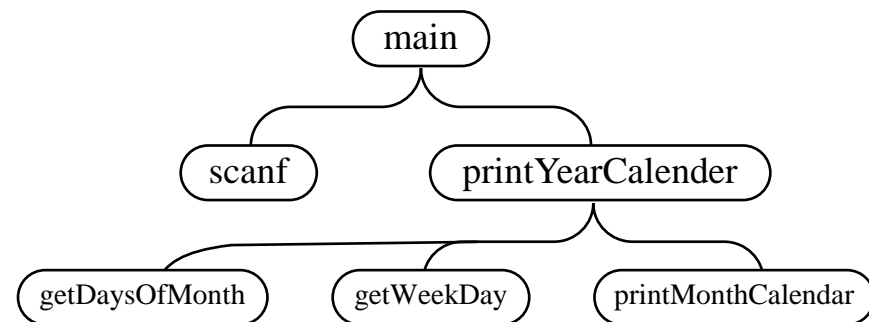 main
scanf
printYearCalender
getDaysOfMonth
getWeekDay
printMonthCalendar